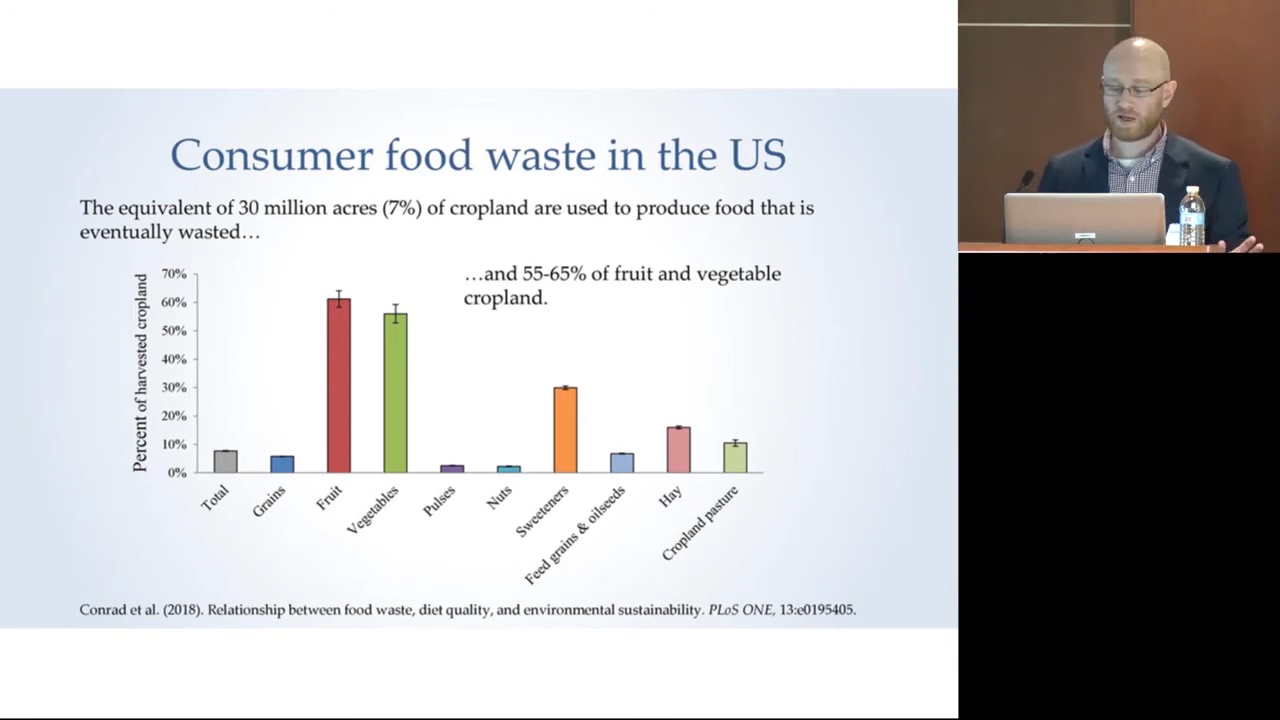 Consumer food waste in the US
The equivalent of 30 million acres (7%) of cropland are used to produce food that is
eventually wasted…
…and 55-65% of fruit and vegetable
cropland.
Percent of harvested cropland
70%
60%
50%
40%
30%
20%
10%
0%
Total
Grains
Fruit
Vegetables
Pulses
Nuts
Sweeteners
Feed grains & oilseeds
Hay
Cropland pasture
Conrad et al. (2018). Relationship between food waste, diet quality, and environmental sustainability. PLoS ONE, 13:e0195405.